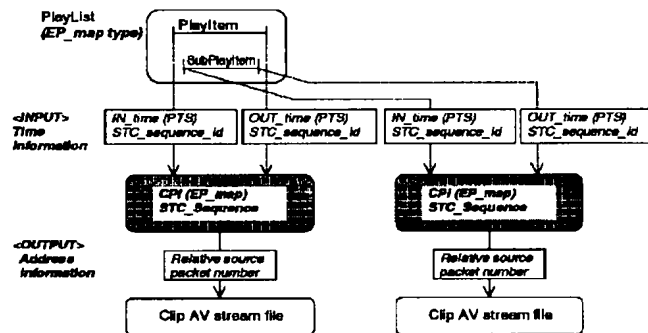 PlayList
(EP_map type)
PlayItem
SubPlayItem
<INPUT>
Time
Information
IN_time (PTS)
STC_sequence_id
OUT_time (PTS)
STC_sequence_id
IN_time (PTS)
STC_sequence_id
OUT_time (PTS)
STC_sequence_id
CPI (EP_map)
STC_Sequence
CPI (EP_map)
STC_Sequence
<OUTPUT>
Address
Information
Relative source
packet number
Relative source
packet number
Clip AV stream file
Clip AV stream file